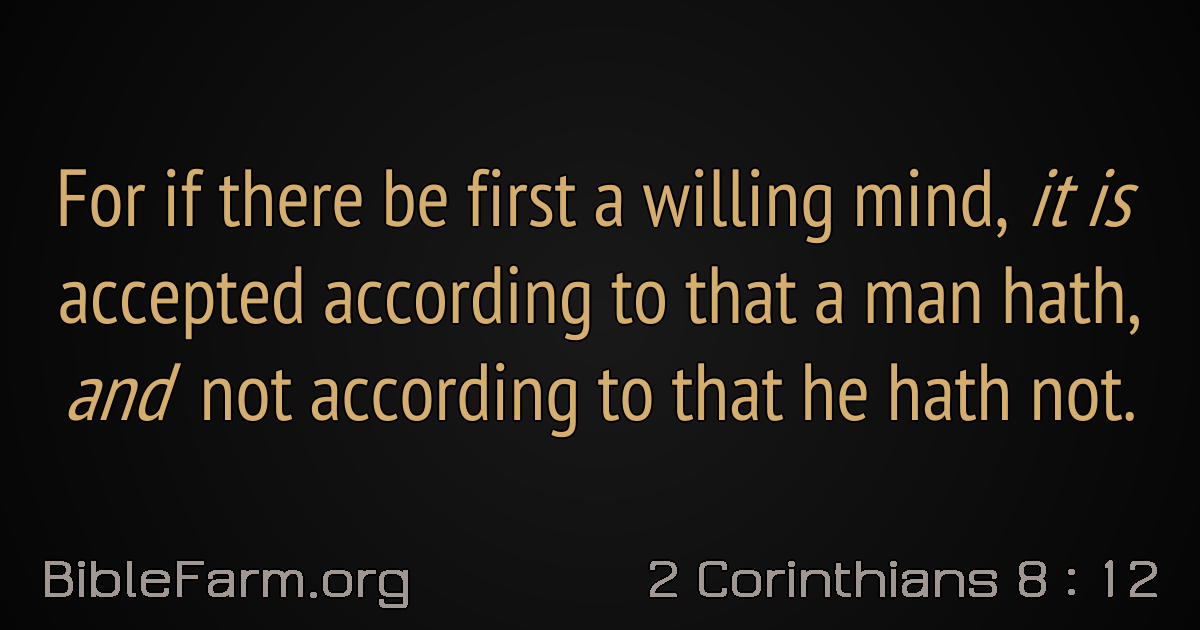 For if there be first a willing mind, it is
accepted according to that a man hath,
and not according to that he hath not.
BibleFarm.org
2 Corinthians 8 : 12